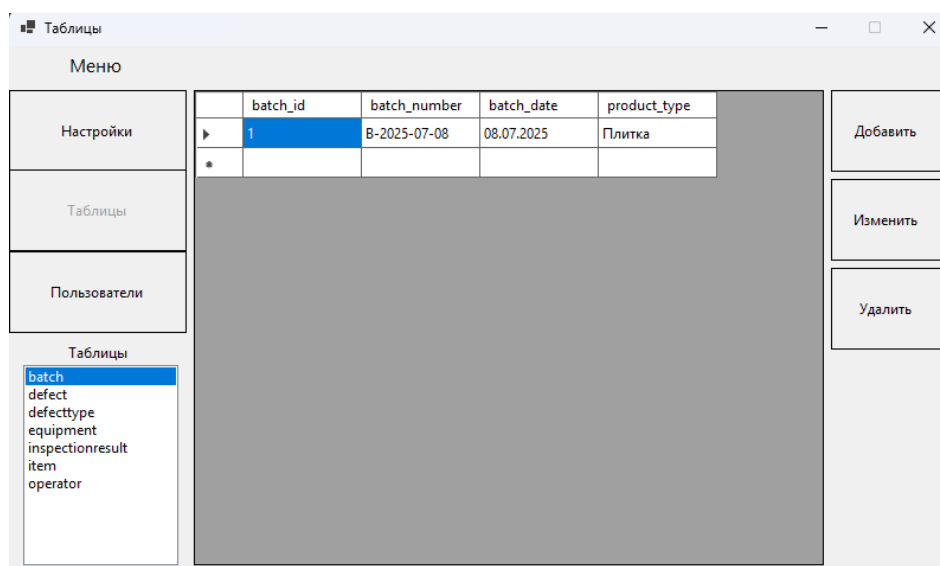 Таблицы
Меню
Настройки
Таблицы
Пользователи
Таблицы
batch
defect
defecttype
equipment
inspectionresult
item
operator
batch_id batch_number batch_date product_type
1 B-2025-07-08 08.07.2025 Плитка
Добавить
Изменить
Удалить